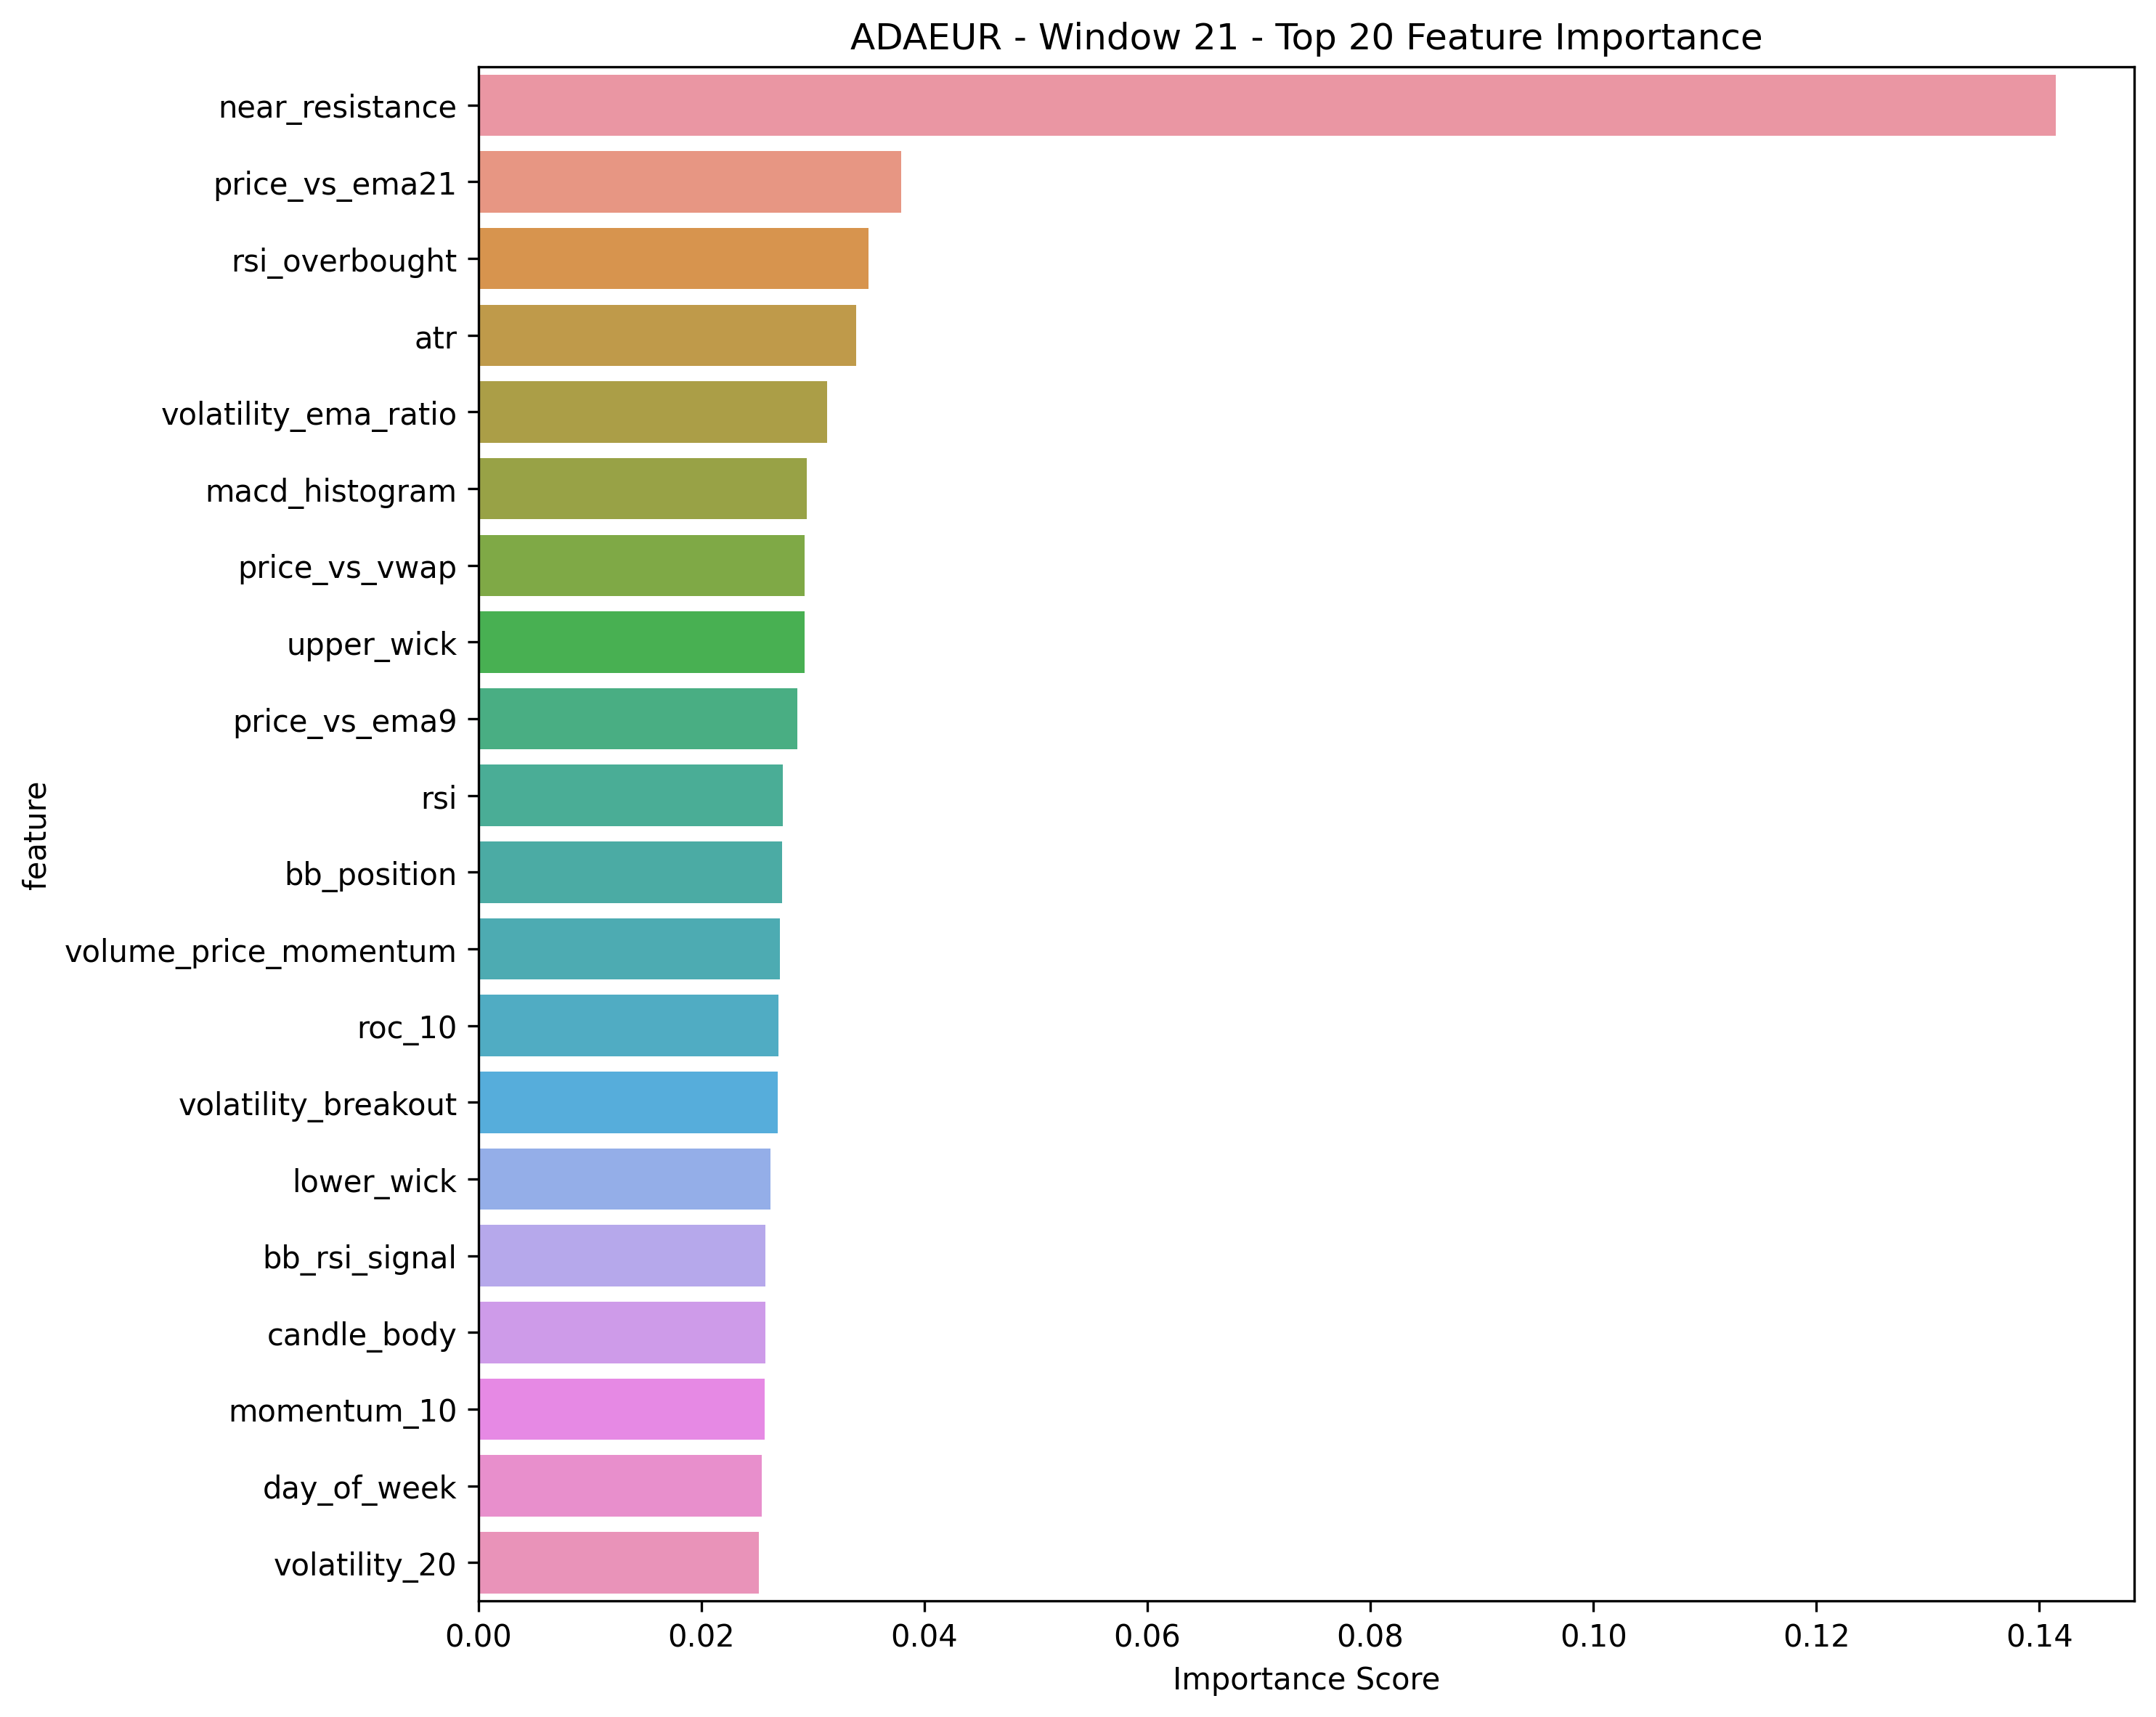 ADAEUR - Window 21 - Top 20 Feature Importance
near_resistance
price_vs_ema21
rsi_overbought
atr
volatility_ema_ratio
macd_histogram
price_vs_vwap
upper_wick
price_vs_ema9
rsi
bb_position
volume_price_momentum
roc_10
volatility_breakout
lower_wick
bb_rsi_signal
candle_body
momentum_10
day_of_week
volatility_20
feature
0.00 0.02 0.04 0.06 0.08 0.10 0.12 0.14
Importance Score